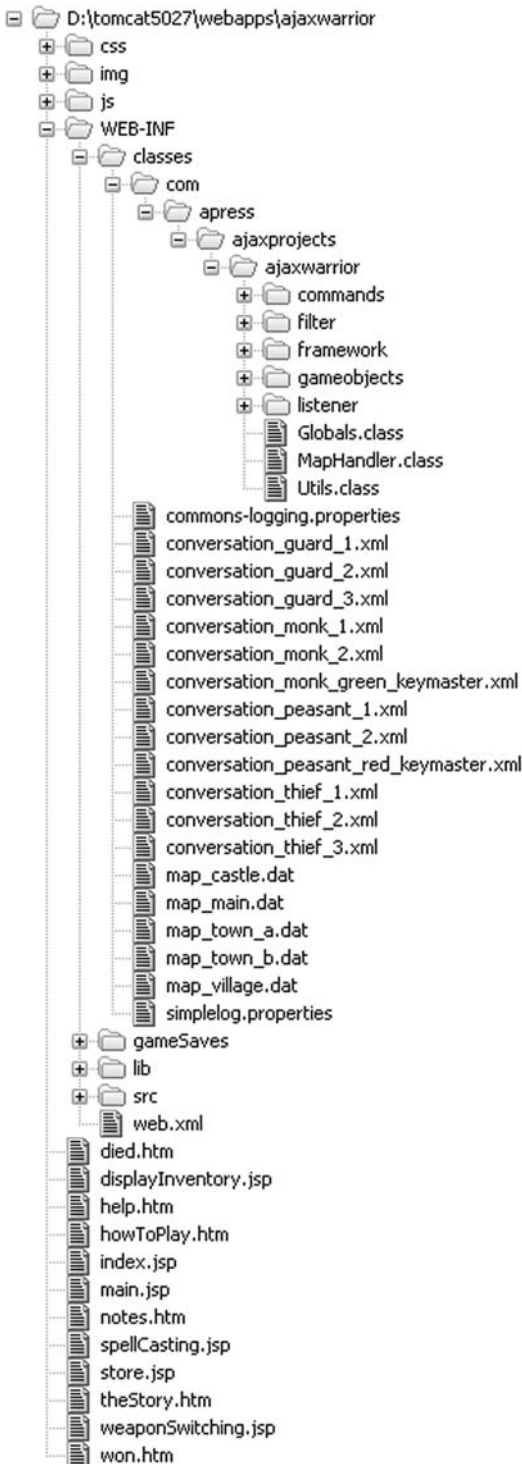 D:\tomcat5027\webapps\ajaxwarrior
css
img
js
WEB-INF
classes
com
apress
ajaxprojects
ajaxwarrior
commands
filter
framework
gameobjects
listener
Globals.class
MapHandler.class
Utils.class
commons-logging.properties
conversation_guard_1.xml
conversation_guard_2.xml
conversation_guard_3.xml
conversation_monk_1.xml
conversation_monk_2.xml
conversation_monk_green_keymaster.xml
conversation_peasant_1.xml
conversation_peasant_2.xml
conversation_peasant_red_keymaster.xml
conversation_thief_1.xml
conversation_thief_2.xml
conversation_thief_3.xml
map_castle.dat
map_main.dat
map_town_a.dat
map_town_b.dat
map_village.dat
simplelog.properties
gameSaves
lib
src
web.xml
died.htm
displayInventory.jsp
help.htm
howToPlay.htm
index.jsp
main.jsp
notes.htm
spellCasting.jsp
store.jsp
theStory.htm
weaponSwitching.jsp
won.htm